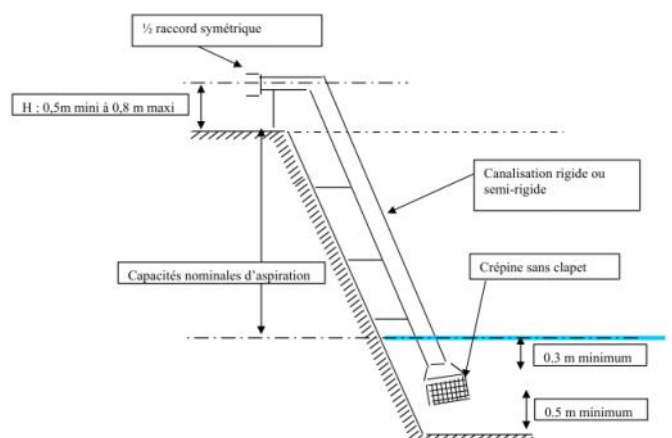 ½ raccord symétrique
H : 0,5m mini à 0,8 m maxi
Canalisation rigide ou
semi-rigide
Capacités nominales d'aspiration
Crépine sans clapet
0.3 m minimum
0.5 m minimum